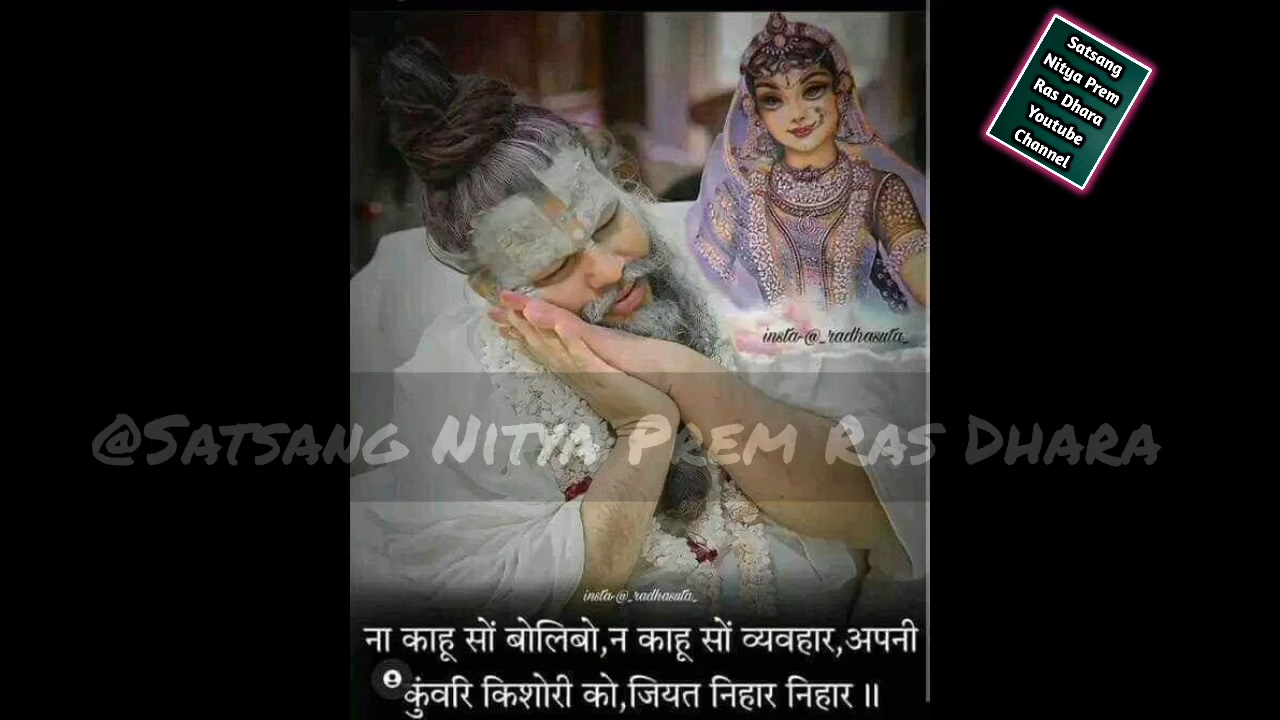 Satsang
Nitya Prem
Ras Dhara
Youtube
Channel
insta-@_radhasuta_
@Satsang Nitya Prem Ras Dhara
insta-@_radhasuta_
ना काहू सों बोलिबो,न काहू सों व्यवहार,अपनी
कुंवरि किशोरी को,जियत निहार निहार ॥